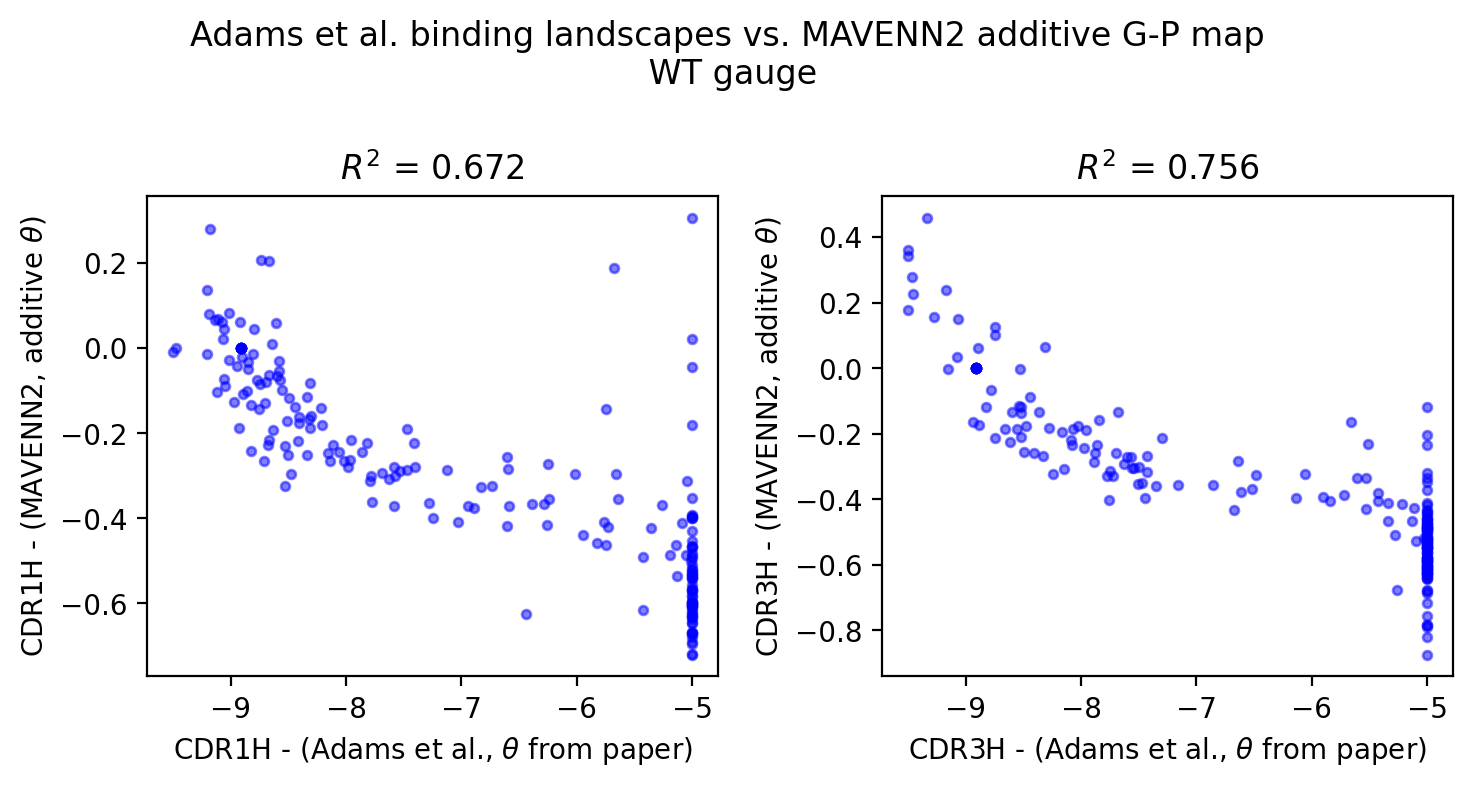 Adams et al. binding landscapes vs. MAVENN2 additive G-P map
WT gauge
R² = 0.672
CDR1H - (MAVENN2, additive θ)
0.2
0.0
−0.2
−0.4
−0.6
−9 −8 −7 −6 −5
CDR1H - (Adams et al., θ from paper)
R² = 0.756
CDR3H - (MAVENN2, additive θ)
0.4
0.2
0.0
−0.2
−0.4
−0.6
−0.8
−9 −8 −7 −6 −5
CDR3H - (Adams et al., θ from paper)